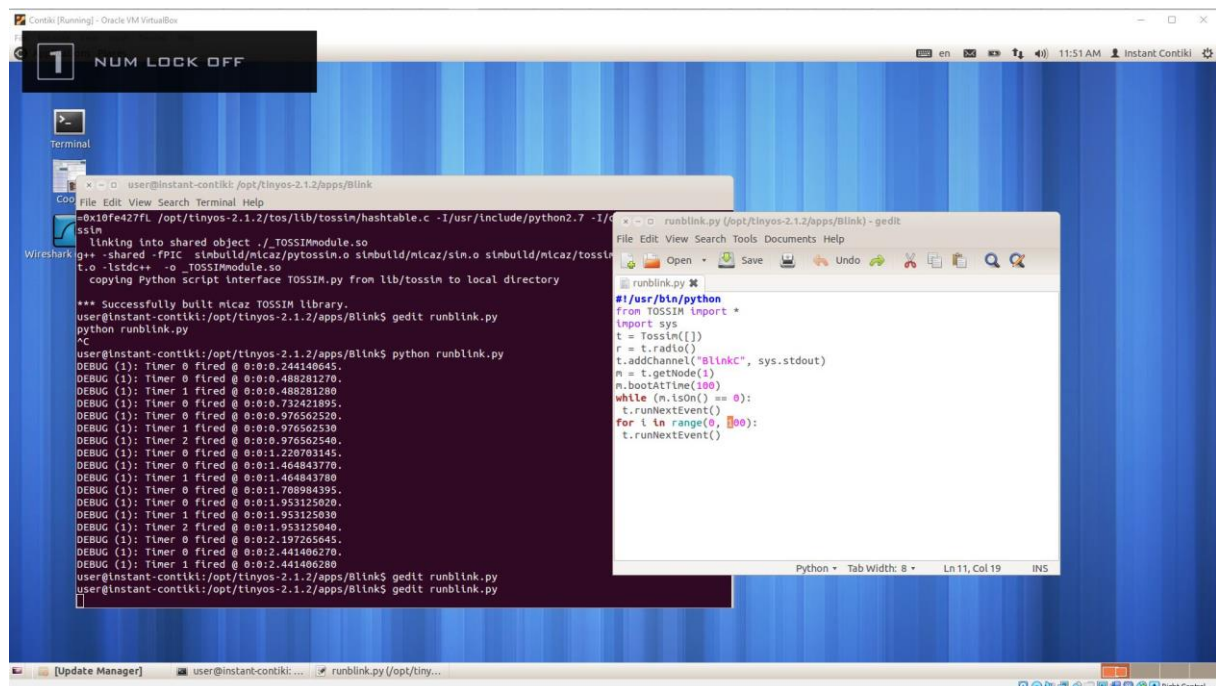 Contiki [Running] - Oracle VM VirtualBox
1 NUM LOCK OFF
en 11:51 AM Instant Contiki
Terminal
Coo
Wireshark
user@instant-contiki: /opt/tinyos-2.1.2/apps/Blink
File Edit View Search Terminal Help
=0x10fe427fL /opt/tinyos-2.1.2/tos/lib/tossim/hashtable.c -I/usr/include/python2.7 -I/
ssim
linking into shared object ./_TOSSIMmodule.so
g++ -shared -fPIC simbuild/micaz/pytossim.o simbuild/micaz/sim.o simbuild/micaz/tossim
t.o -lstdc++ -o _TOSSIMmodule.so
copying Python script interface TOSSIM.py from lib/tossim to local directory
*** Successfully built micaz TOSSIM library.
user@instant-contiki:/opt/tinyos-2.1.2/apps/Blink$ gedit runblink.py
python runblink.py
^C
user@instant-contiki:/opt/tinyos-2.1.2/apps/Blink$ python runblink.py
DEBUG (1): Timer 0 fired @ 0:0:0.244140645.
DEBUG (1): Timer 0 fired @ 0:0:0.488281270.
DEBUG (1): Timer 1 fired @ 0:0:0.488281280
DEBUG (1): Timer 0 fired @ 0:0:0.732421895.
DEBUG (1): Timer 0 fired @ 0:0:0.976562520.
DEBUG (1): Timer 1 fired @ 0:0:0.976562530
DEBUG (1): Timer 2 fired @ 0:0:0.976562540.
DEBUG (1): Timer 0 fired @ 0:0:1.220703145.
DEBUG (1): Timer 0 fired @ 0:0:1.464843770.
DEBUG (1): Timer 1 fired @ 0:0:1.464843780
DEBUG (1): Timer 0 fired @ 0:0:1.708984395.
DEBUG (1): Timer 0 fired @ 0:0:1.953125020.
DEBUG (1): Timer 1 fired @ 0:0:1.953125030
DEBUG (1): Timer 2 fired @ 0:0:1.953125040.
DEBUG (1): Timer 0 fired @ 0:0:2.197265645.
DEBUG (1): Timer 0 fired @ 0:0:2.441406270.
DEBUG (1): Timer 1 fired @ 0:0:2.441406280
user@instant-contiki:/opt/tinyos-2.1.2/apps/Blink$ gedit runblink.py
user@instant-contiki:/opt/tinyos-2.1.2/apps/Blink$ gedit runblink.py
runblink.py (/opt/tinyos-2.1.2/apps/Blink) - gedit
File Edit View Search Tools Documents Help
Open Save Undo
runblink.py
#!/usr/bin/python
from TOSSIM import *
import sys
t = Tossim([])
r = t.radio()
t.addChannel("BlinkC", sys.stdout)
m = t.getNode(1)
m.bootAtTime(100)
while (m.isOn() == 0):
t.runNextEvent()
for i in range(0, 100):
t.runNextEvent()
Python Tab Width: 8 Ln 11, Col 19 INS
[Update Manager] user@instant-contiki: ... runblink.py (/opt/tiny...
Right Control